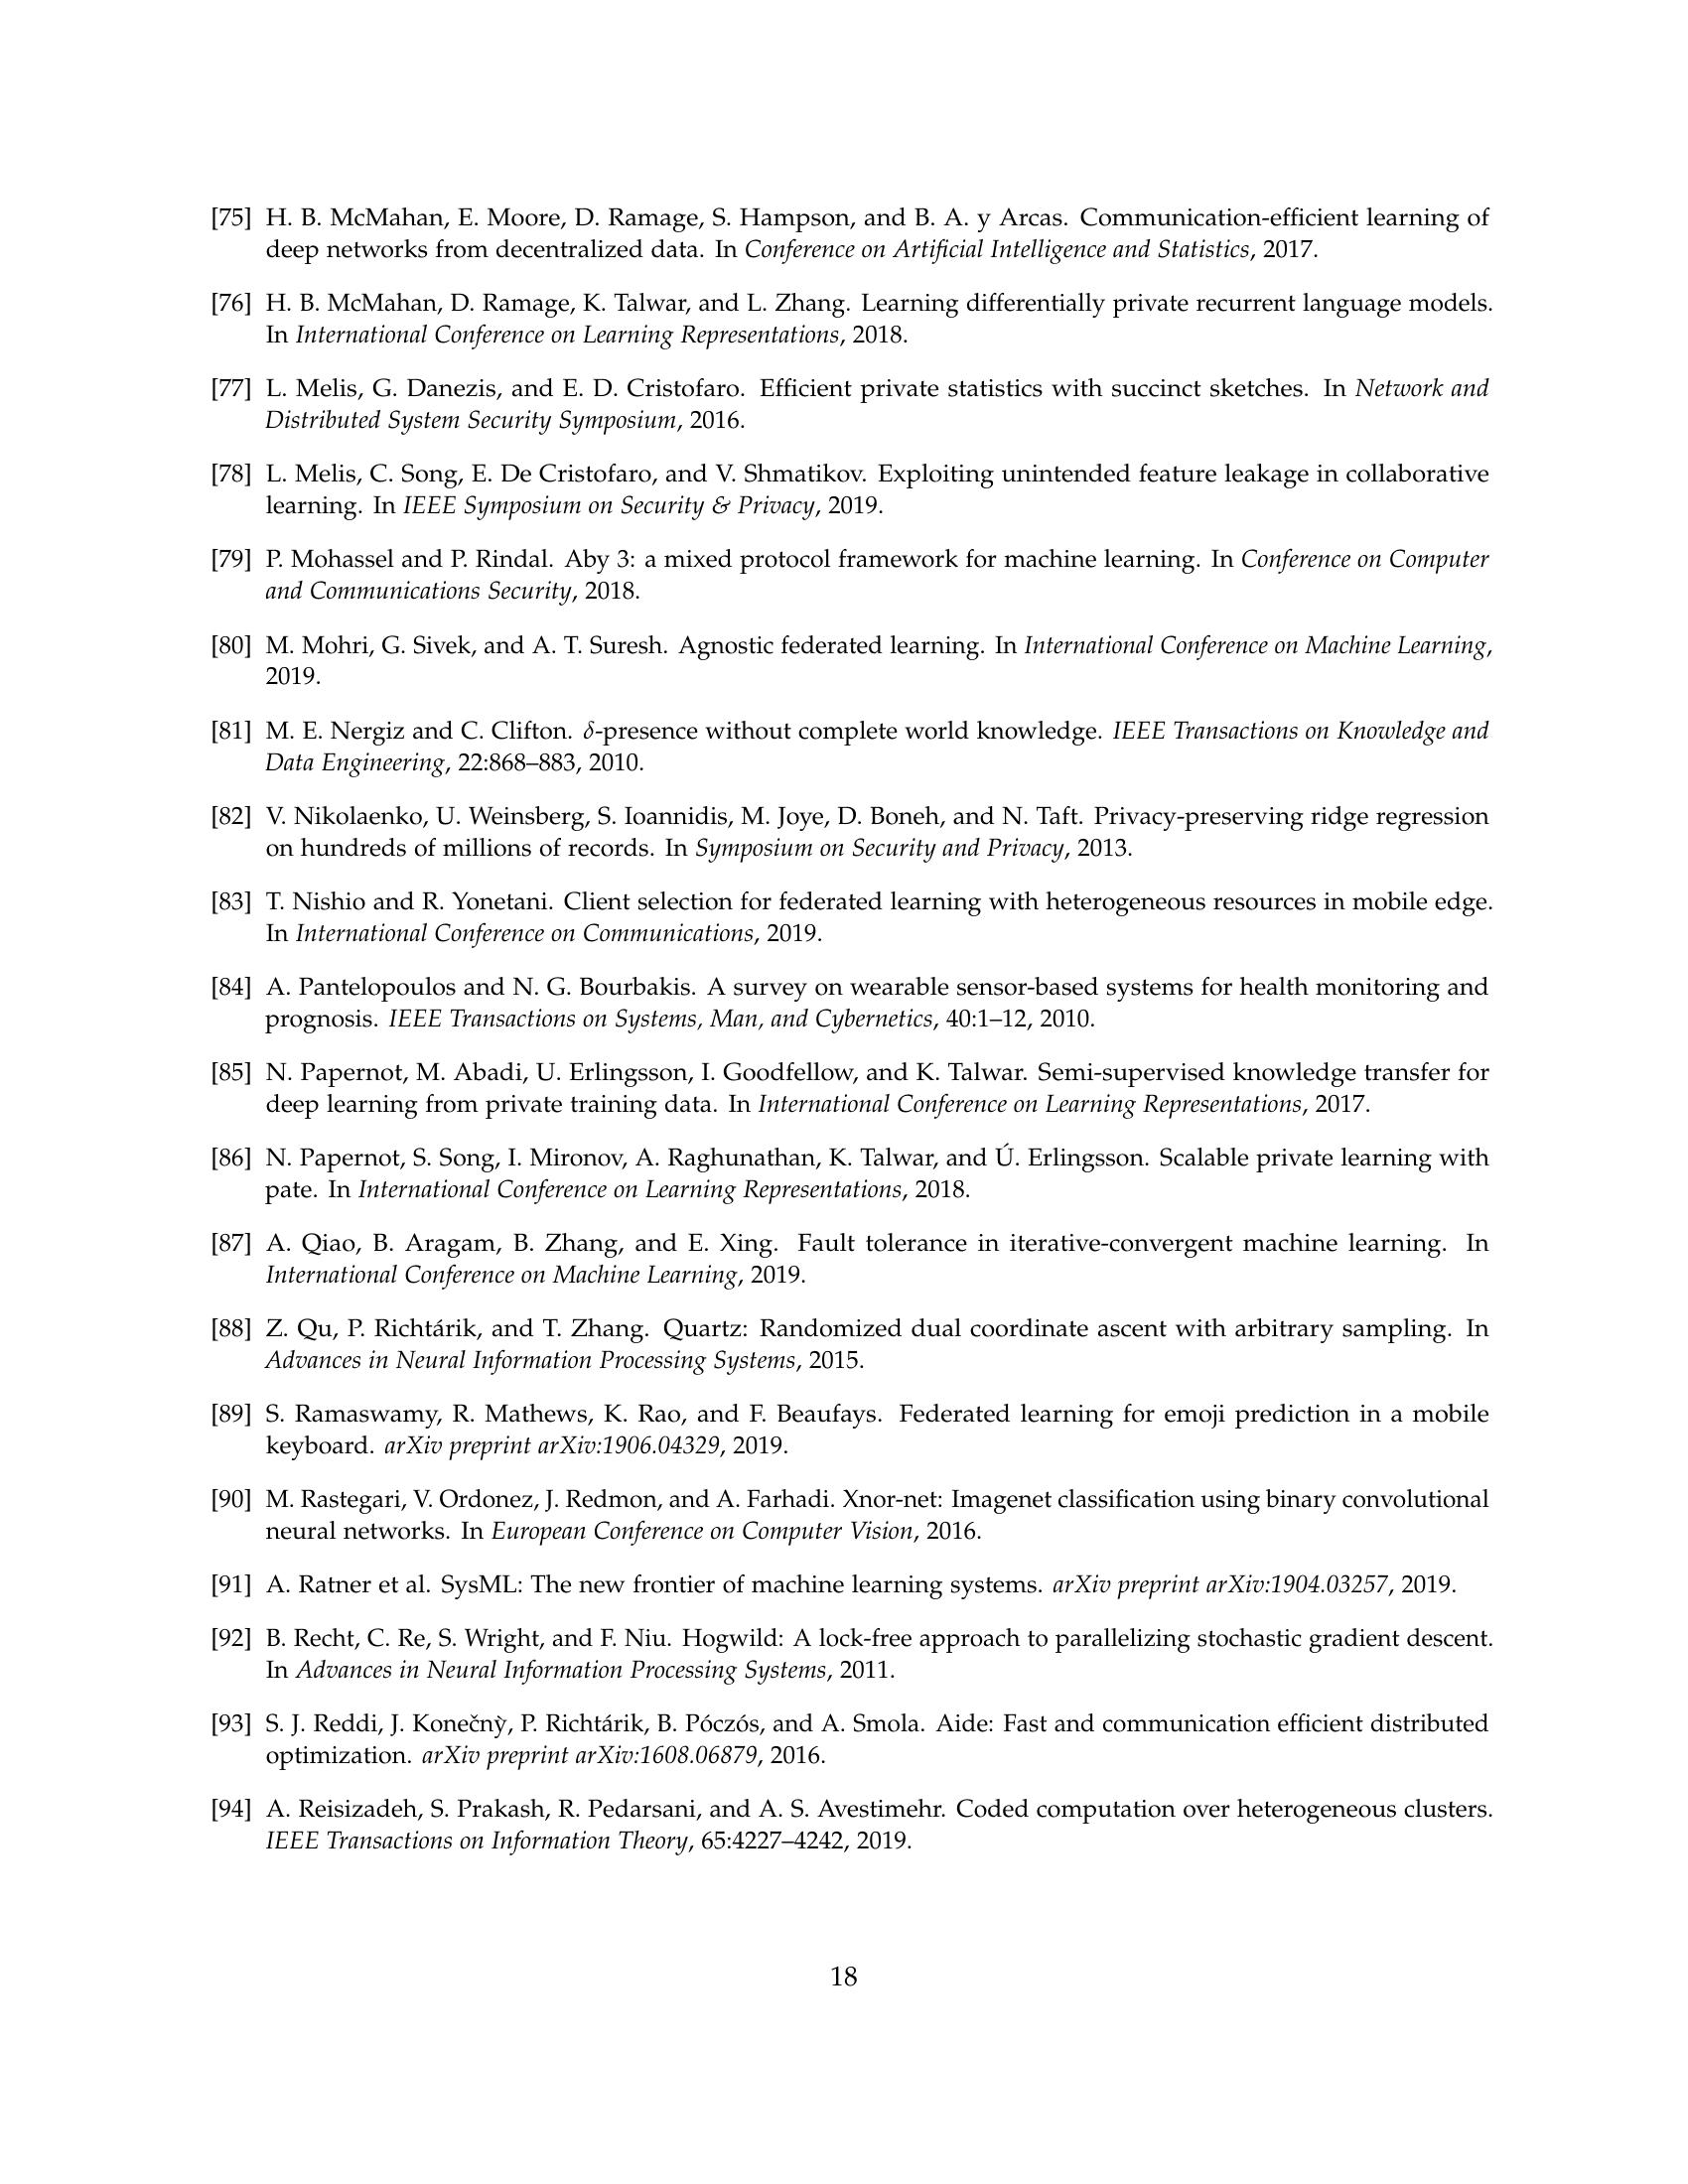 [75] H. B. McMahan, E. Moore, D. Ramage, S. Hampson, and B. A. y Arcas. Communication-efficient learning of
deep networks from decentralized data. In Conference on Artificial Intelligence and Statistics, 2017.
[76] H. B. McMahan, D. Ramage, K. Talwar, and L. Zhang. Learning differentially private recurrent language models.
In International Conference on Learning Representations, 2018.
[77] L. Melis, G. Danezis, and E. D. Cristofaro. Efficient private statistics with succinct sketches. In Network and
Distributed System Security Symposium, 2016.
[78] L. Melis, C. Song, E. De Cristofaro, and V. Shmatikov. Exploiting unintended feature leakage in collaborative
learning. In IEEE Symposium on Security & Privacy, 2019.
[79] P. Mohassel and P. Rindal. Aby 3: a mixed protocol framework for machine learning. In Conference on Computer
and Communications Security, 2018.
[80] M. Mohri, G. Sivek, and A. T. Suresh. Agnostic federated learning. In International Conference on Machine Learning,
2019.
[81] M. E. Nergiz and C. Clifton. δ-presence without complete world knowledge. IEEE Transactions on Knowledge and
Data Engineering, 22:868–883, 2010.
[82] V. Nikolaenko, U. Weinsberg, S. Ioannidis, M. Joye, D. Boneh, and N. Taft. Privacy-preserving ridge regression
on hundreds of millions of records. In Symposium on Security and Privacy, 2013.
[83] T. Nishio and R. Yonetani. Client selection for federated learning with heterogeneous resources in mobile edge.
In International Conference on Communications, 2019.
[84] A. Pantelopoulos and N. G. Bourbakis. A survey on wearable sensor-based systems for health monitoring and
prognosis. IEEE Transactions on Systems, Man, and Cybernetics, 40:1–12, 2010.
[85] N. Papernot, M. Abadi, U. Erlingsson, I. Goodfellow, and K. Talwar. Semi-supervised knowledge transfer for
deep learning from private training data. In International Conference on Learning Representations, 2017.
[86] N. Papernot, S. Song, I. Mironov, A. Raghunathan, K. Talwar, and Ú. Erlingsson. Scalable private learning with
pate. In International Conference on Learning Representations, 2018.
[87] A. Qiao, B. Aragam, B. Zhang, and E. Xing. Fault tolerance in iterative-convergent machine learning. In
International Conference on Machine Learning, 2019.
[88] Z. Qu, P. Richtárik, and T. Zhang. Quartz: Randomized dual coordinate ascent with arbitrary sampling. In
Advances in Neural Information Processing Systems, 2015.
[89] S. Ramaswamy, R. Mathews, K. Rao, and F. Beaufays. Federated learning for emoji prediction in a mobile
keyboard. arXiv preprint arXiv:1906.04329, 2019.
[90] M. Rastegari, V. Ordonez, J. Redmon, and A. Farhadi. Xnor-net: Imagenet classification using binary convolutional
neural networks. In European Conference on Computer Vision, 2016.
[91] A. Ratner et al. SysML: The new frontier of machine learning systems. arXiv preprint arXiv:1904.03257, 2019.
[92] B. Recht, C. Re, S. Wright, and F. Niu. Hogwild: A lock-free approach to parallelizing stochastic gradient descent.
In Advances in Neural Information Processing Systems, 2011.
[93] S. J. Reddi, J. Konečnỳ, P. Richtárik, B. Póczós, and A. Smola. Aide: Fast and communication efficient distributed
optimization. arXiv preprint arXiv:1608.06879, 2016.
[94] A. Reisizadeh, S. Prakash, R. Pedarsani, and A. S. Avestimehr. Coded computation over heterogeneous clusters.
IEEE Transactions on Information Theory, 65:4227–4242, 2019.
18